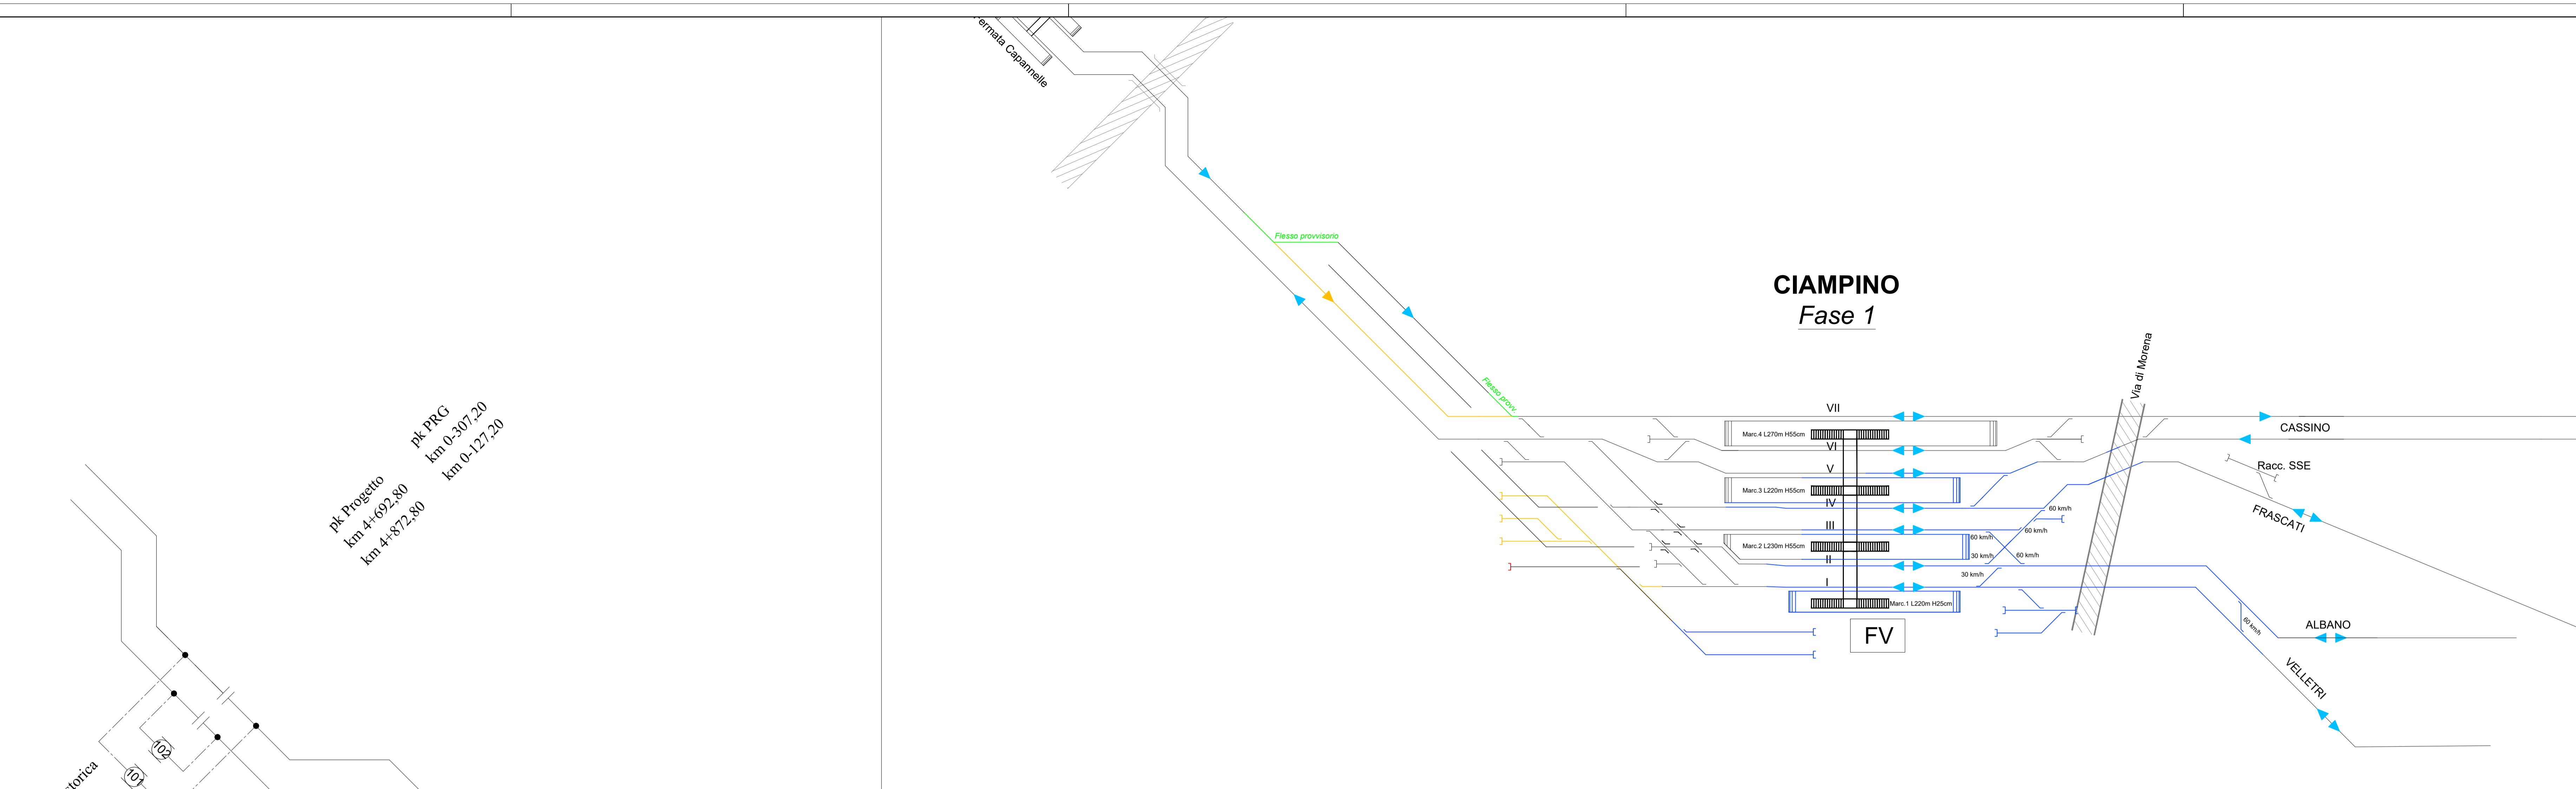 Fermata Capannelle
Flesso provvisorio
CIAMPINO
Fase 1
Flesso provv.
Via di Morena
pk PRG
km 0-307,20
km 0-127,20
pk Progetto
km 4+692,80
km 4+872,80
VII
CASSINO
Marc.4 L270m H55cm
VI
V
Racc. SSE
Marc.3 L220m H55cm
IV
60 km/h
FRASCATI
III
60 km/h
60 km/h
Marc.2 L230m H55cm
30 km/h
60 km/h
II
30 km/h
I
Marc.1 L220m H25cm
60 km/h
ALBANO
FV
VELLETRI
102
101
storica